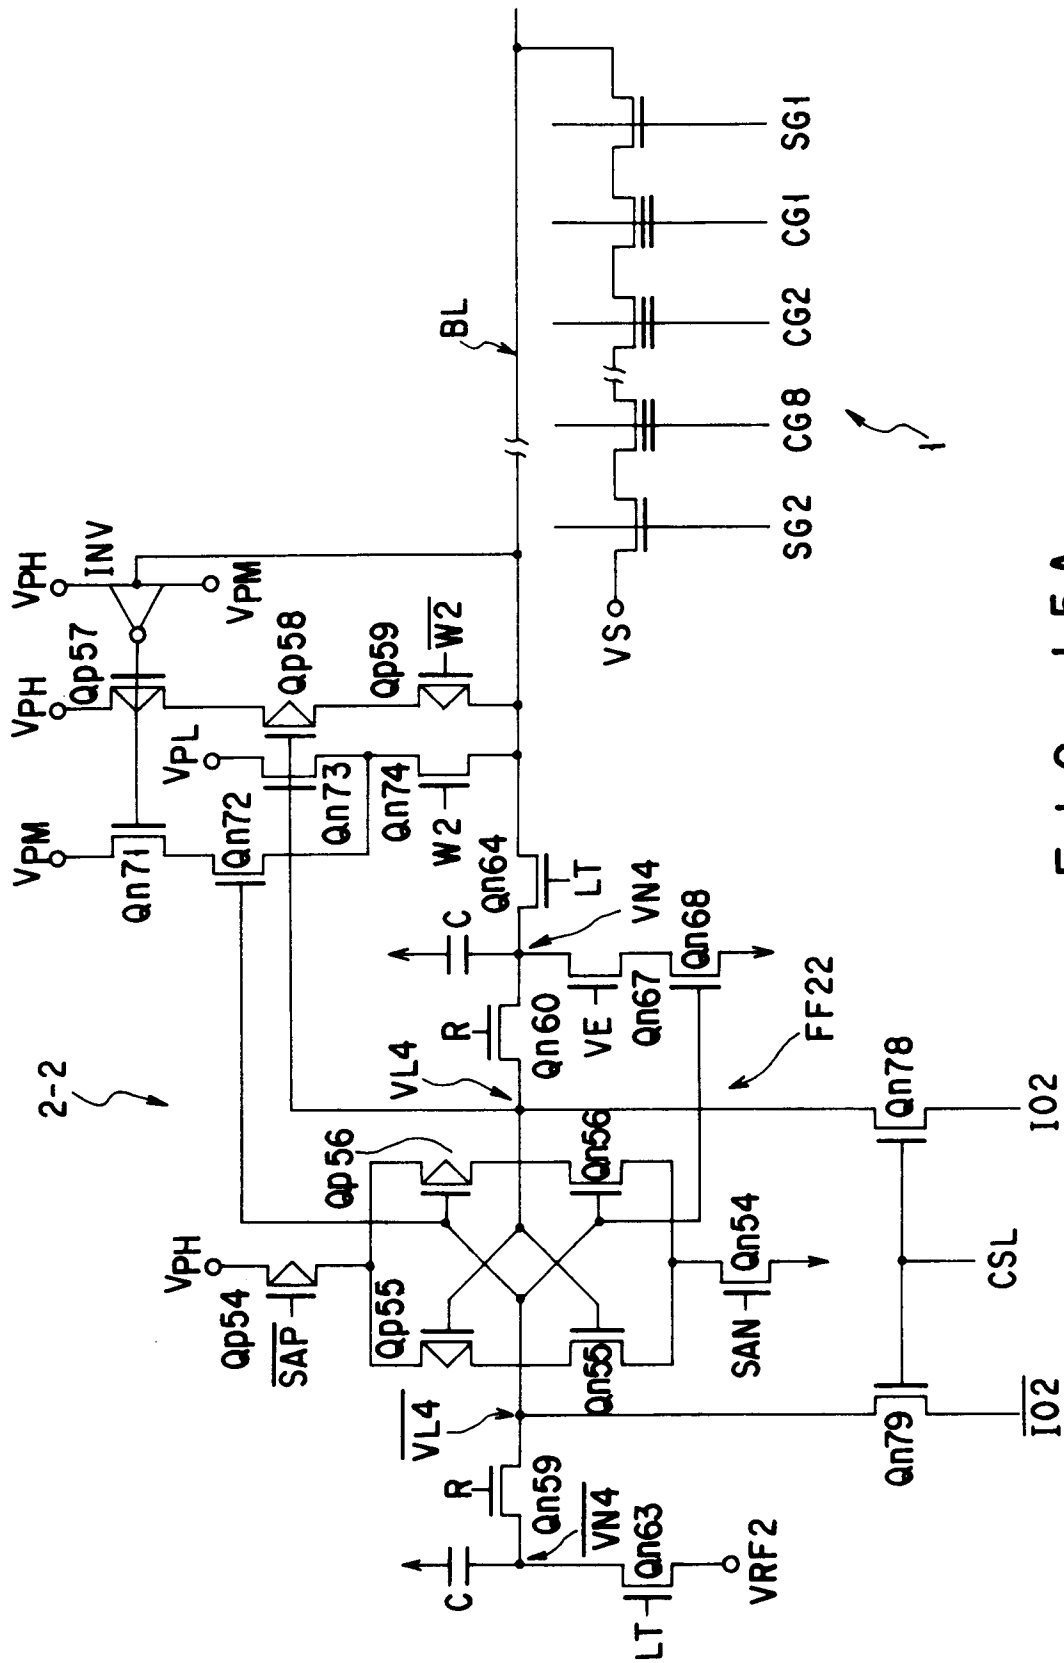 2-2
VPM
VPH
VPH
INV
VPM
Qp57
VPL
VPH
Qn71
Qn72
Qn73
Qp58
Qp54
SAP
Qp55
Qp56
W2
Qn74
Qp59
W2
C
VN4
LT
Qn63
VRF2
R
Qn59
VL4
VL4
R
Qn60
C
Qn64
LT
VN4
BL
Qn55
Qn56
VE
Qn67
Qn68
SAN
Qn54
FF22
VS
SG2
CG8
CG2
CG1
SG1
1
Qn79
Qn78
IO2
CSL
IO2
FIG. 15A